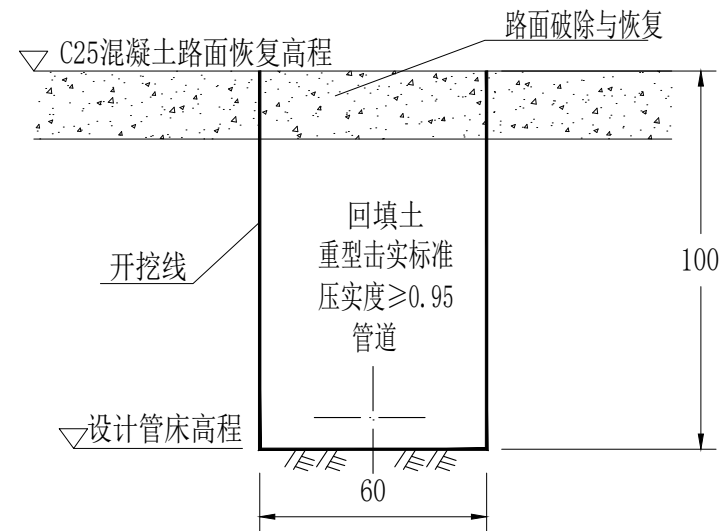 路面破除与恢复
C25混凝土路面恢复高程
回填土
重型击实标准
压实度≥0.95
管道
开挖线
100
设计管床高程
60